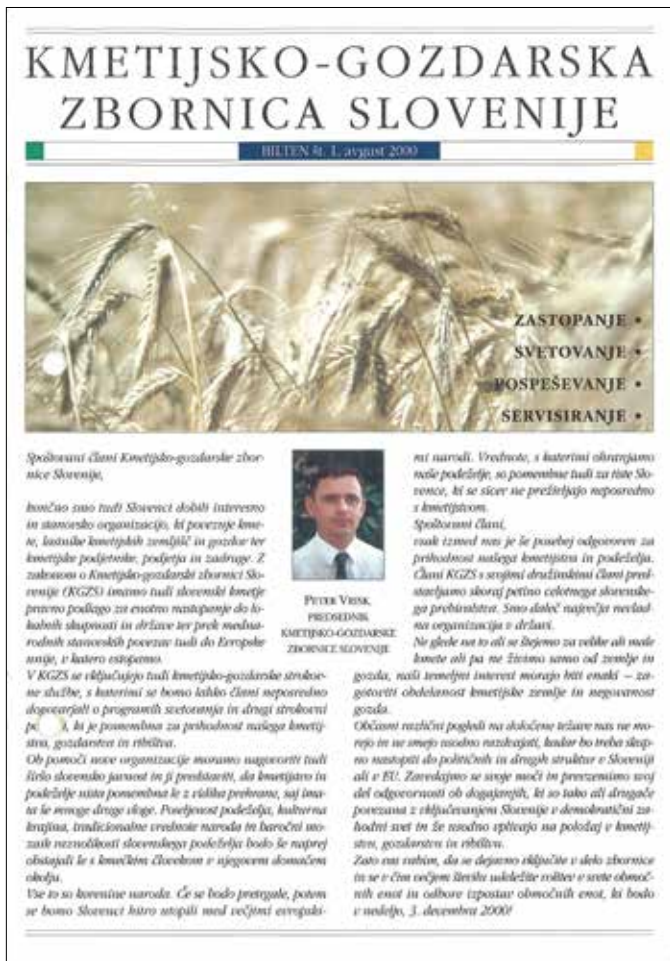 KMETIJSKO-GOZDARSKA
ZBORNICA SLOVENIJE
BILTEN št. 1, avgust 2000
ZASTOPANJE •
SVETOVANJE •
POSPEŠEVANJE •
SERVISIRANJE •
Spoštovani člani Kmetijsko-gozdarske zbor-
nice Slovenije,
končno smo tudi Slovenci dobili interesno
in stanovsko organizacijo, ki povezuje kme-
te, lastnike kmetijskih zemljišč in gozdov ter
kmetijske podjetnike, podjetja in zadruge. Z
zakonom o Kmetijsko-gozdarski zbornici Slo-
venije (KGZS) imamo tudi slovenski kmetje
pravno podlago za enotno nastopanje do lo-
kalnih skupnosti in države ter prek medna-
rodnih stanovskih povezav tudi do Evropske
unije, v katero vstopamo.
V KGZS se vključujejo tudi kmetijsko-gozdarske strokov-
ne službe, s katerimi se bomo lahko člani neposredno
dogovarjali o programih svetovanja in drugi strokovni
ki je pomembna za prihodnost našega kmetij-
stva, gozdarstva in ribištva.
Ob pomoči nove organizacije moramo nagovoriti tudi
širšo slovensko javnost in ji predstaviti, da kmetijstvo in
podeželje nista pomembna le z vidika prehrane, saj ima-
ta še mnoge druge vloge. Poseljenost podeželja, kulturna
krajina, tradicionalne vrednote naroda in baročni mo-
zaik raznolikosti slovenskega podeželja bodo še naprej
obstajali le s kmečkim človekom v njegovem domačem
okolju.
Vse to so korenine naroda. Če se bodo pretrgale, potem
se bomo Slovenci hitro utopili med večjimi evropski-
PETER VRISK,
PREDSEDNIK
KMETIJSKO-GOZDARSKE
ZBORNICE SLOVENIJE
mi narodi. Vrednote, s katerimi ohranjamo
naše podeželje, so pomembne tudi za tiste Slo-
vence, ki se sicer ne preživljajo neposredno
s kmetijstvom.
Spoštovani člani,
vsak izmed nas je še posebej odgovoren za
prihodnost našega kmetijstva in podeželja.
Člani KGZS s svojimi družinskimi člani pred-
stavljamo skoraj petino celotnega slovenske-
ga prebivalstva. Smo daleč največja nevlad-
na organizacija v državi.
Ne glede na to ali se štejemo za velike ali male
kmete ali pa ne živimo samo od zemlje in
gozda, naši temeljni interesi morajo biti enaki – za-
gotoviti obdelanost kmetijske zemlje in negovanost
gozda.
Občasni različni pogledi na določene težave nas ne mo-
rejo in ne smejo usodno razdvajati, kadar bo treba skup-
no nastopiti do političnih in drugih struktur v Sloveniji
ali v EU. Zavedajmo se svoje moči in prevzemimo svoj
del odgovornosti ob dogajanjih, ki so tako ali drugače
povezana z vključevanjem Slovenije v demokratični za-
hodni svet in že usodno vplivajo na položaj v kmetij-
stvu, gozdarstvu in ribištvu.
Zato vas vabim, da se dejavno vključite v delo zbornice
in se v čim večjem številu udeležite volitev v svete območ-
nih enot in odbore izpostav območnih enot, ki bodo
v nedeljo, 3. decembra 2000!